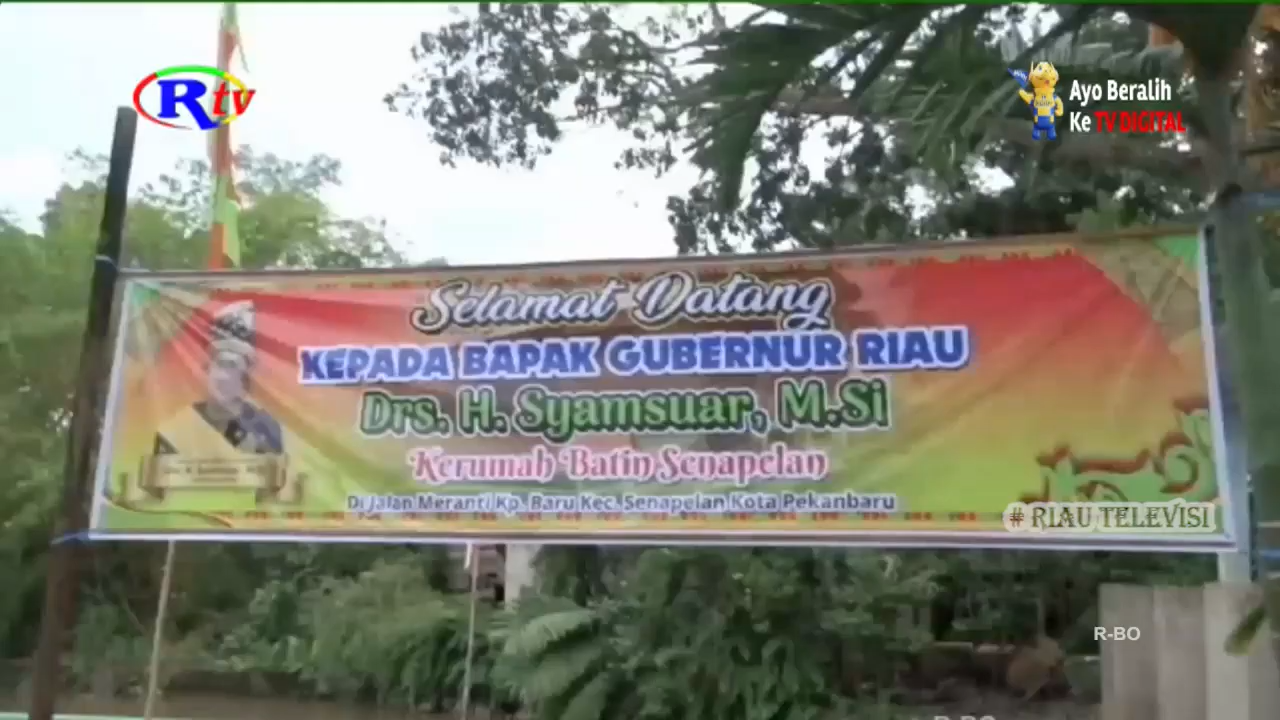 Rtv
Ayo Beralih
Ke TV DIGITAL
Selamat Datang
KEPADA BAPAK GUBERNUR RIAU
Drs. H. Syamsuar, M.Si
Kerumah Batin Senapelan
Di Jalan Meranti Kp. Baru Kec. Senapelan Kota Pekanbaru
# RIAU TELEVISI
R-BO
R-BO